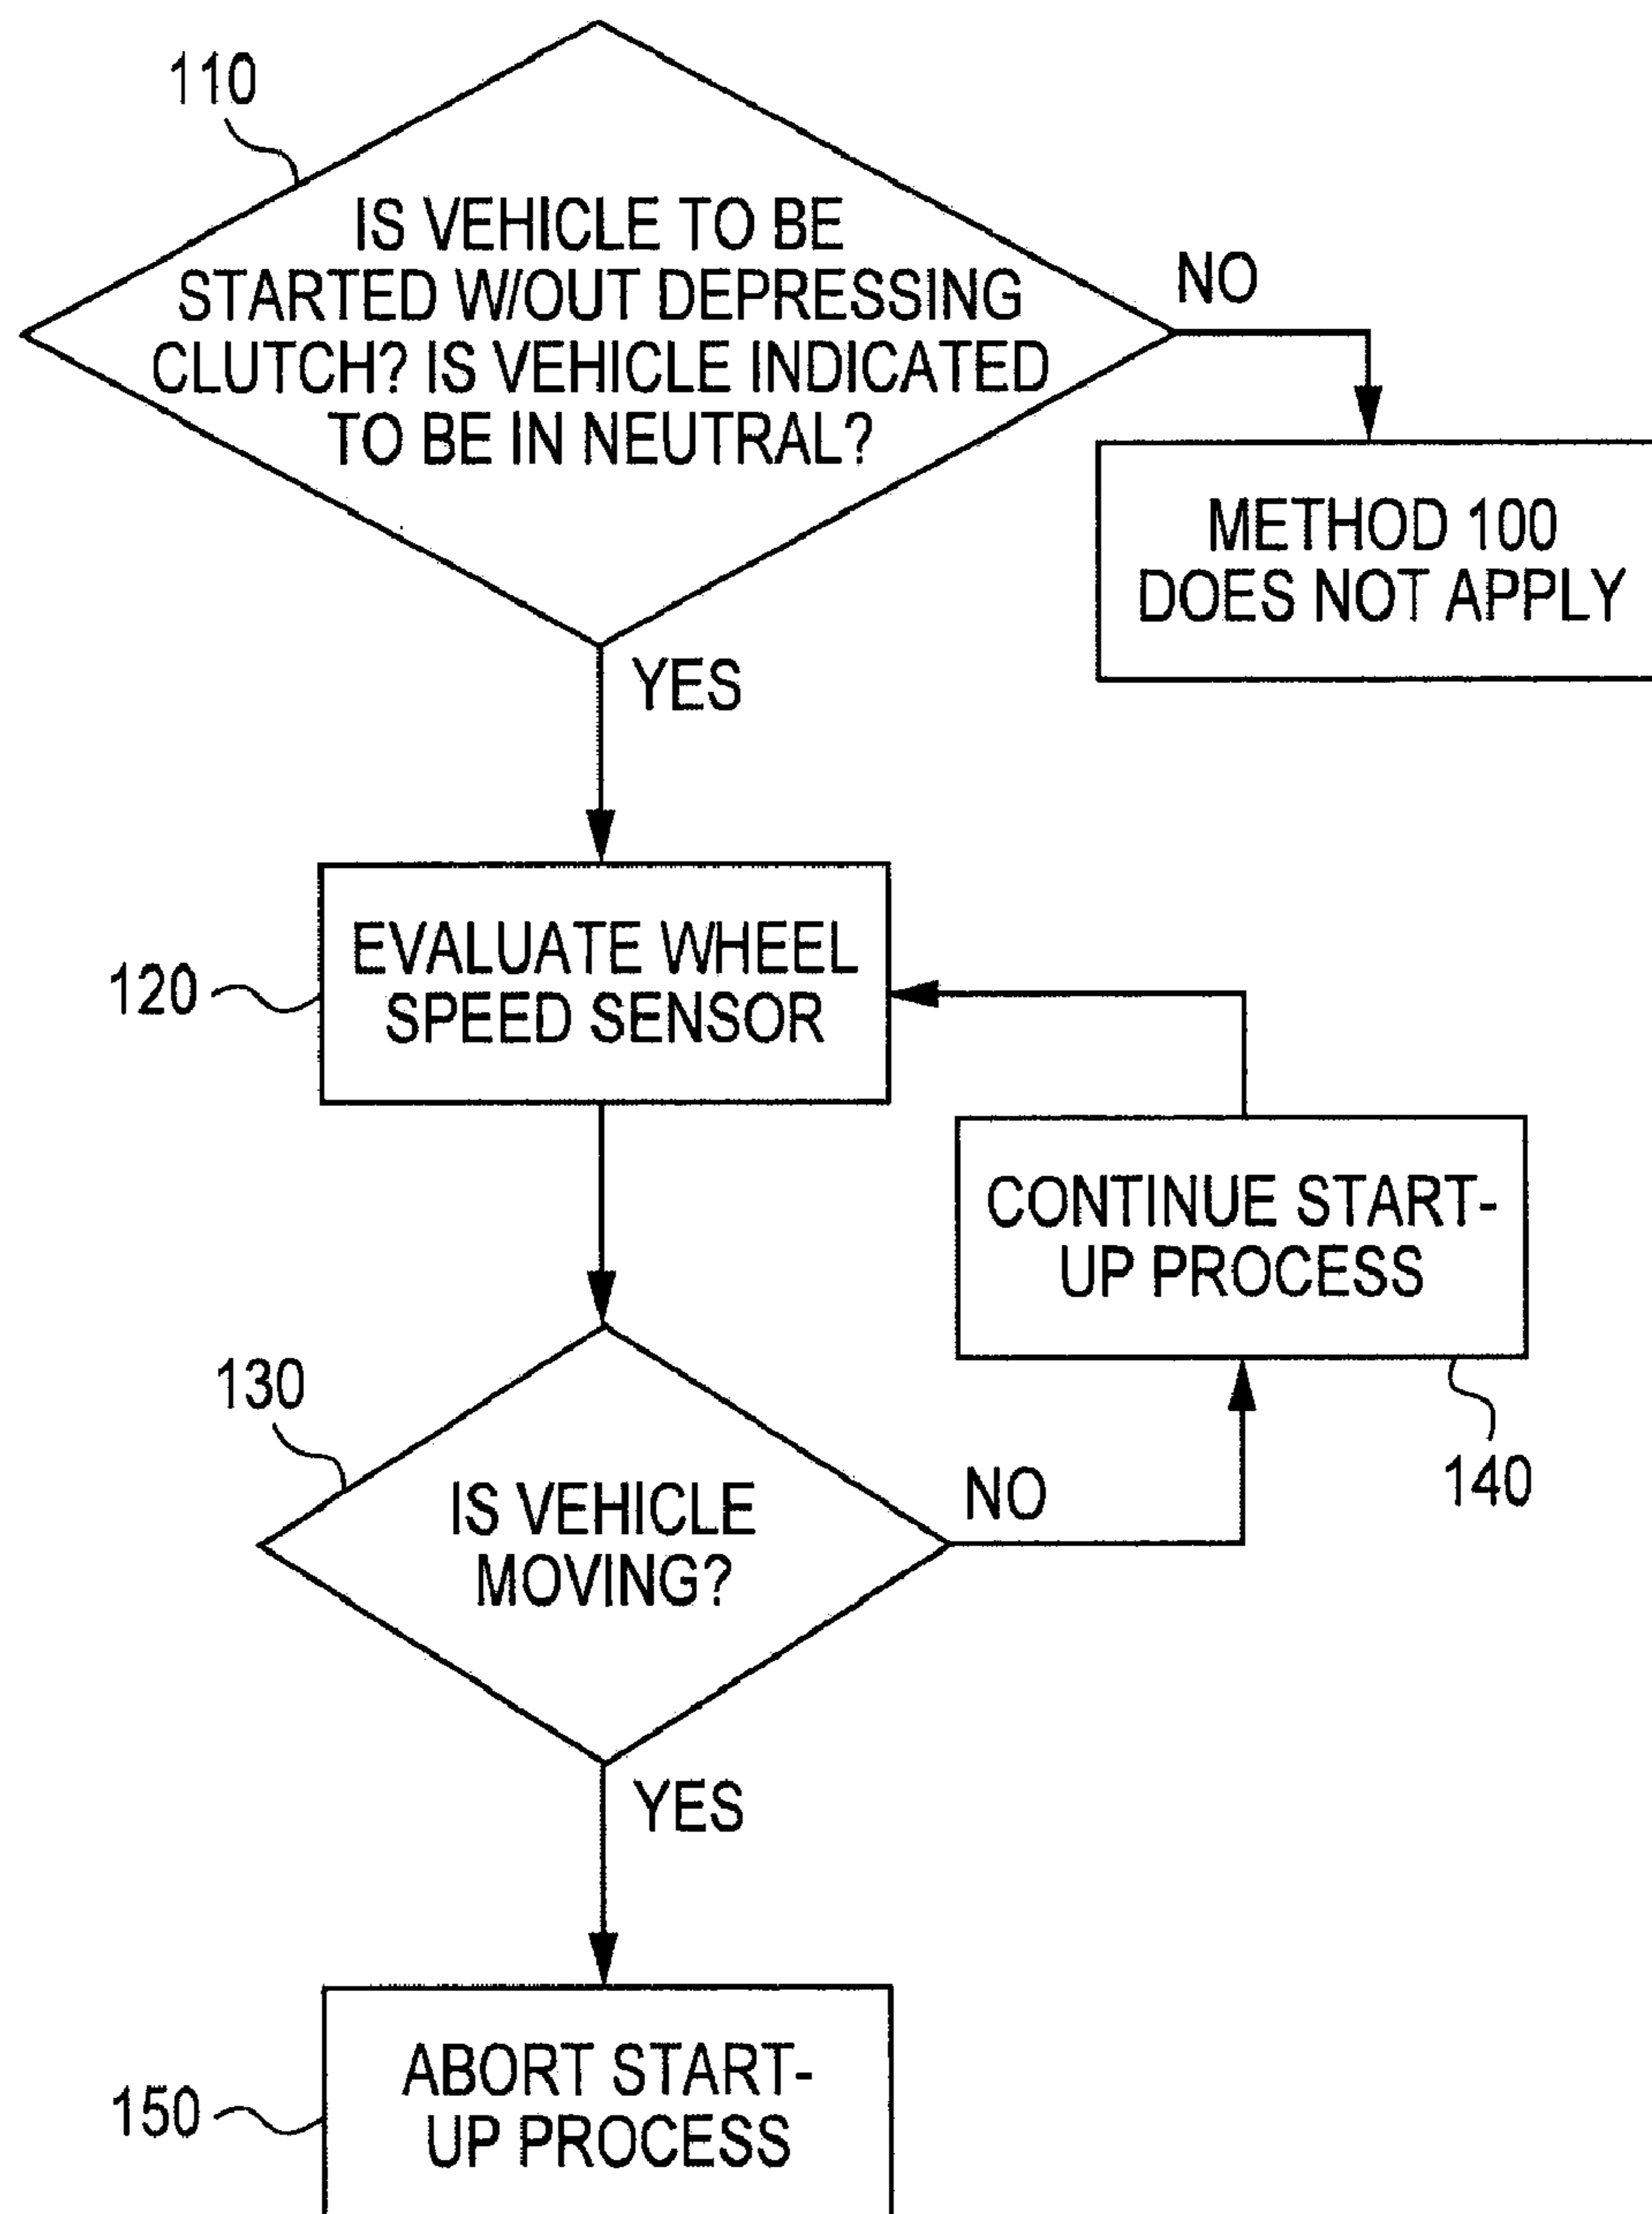 110
IS VEHICLE TO BE
STARTED W/OUT DEPRESSING
CLUTCH? IS VEHICLE INDICATED
TO BE IN NEUTRAL?
NO
METHOD 100
DOES NOT APPLY
YES
120
EVALUATE WHEEL
SPEED SENSOR
CONTINUE START-
UP PROCESS
140
130
IS VEHICLE
MOVING?
NO
YES
150
ABORT START-
UP PROCESS